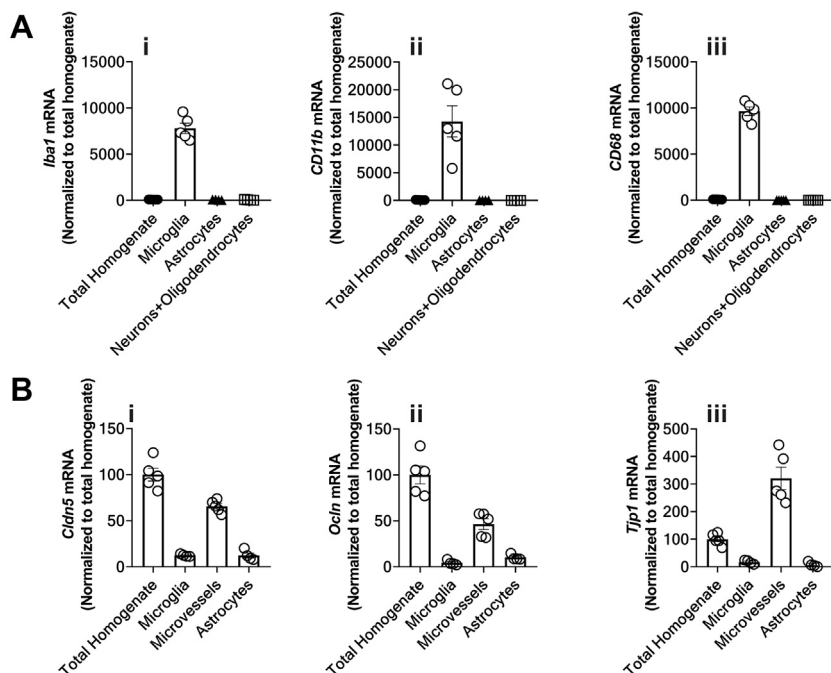 A
i
Iba1 mRNA
(Normalized to total homogenate)
15000
10000
5000
0
Total Homogenate
Microglia
Astrocytes
Neurons+Oligodendrocytes
ii
CD11b mRNA
(Normalized to total homogenate)
25000
20000
15000
10000
5000
0
Total Homogenate
Microglia
Astrocytes
Neurons+Oligodendrocytes
iii
CD68 mRNA
(Normalized to total homogenate)
15000
10000
5000
0
Total Homogenate
Microglia
Astrocytes
Neurons+Oligodendrocytes
B
i
Cldn5 mRNA
(Normalized to total homogenate)
150
100
50
0
Total Homogenate
Microglia
Microvessels
Astrocytes
ii
Ocln mRNA
(Normalized to total homogenate)
150
100
50
0
Total Homogenate
Microglia
Microvessels
Astrocytes
iii
Tjp1 mRNA
(Normalized to total homogenate)
500
400
300
200
100
0
Total Homogenate
Microglia
Microvessels
Astrocytes